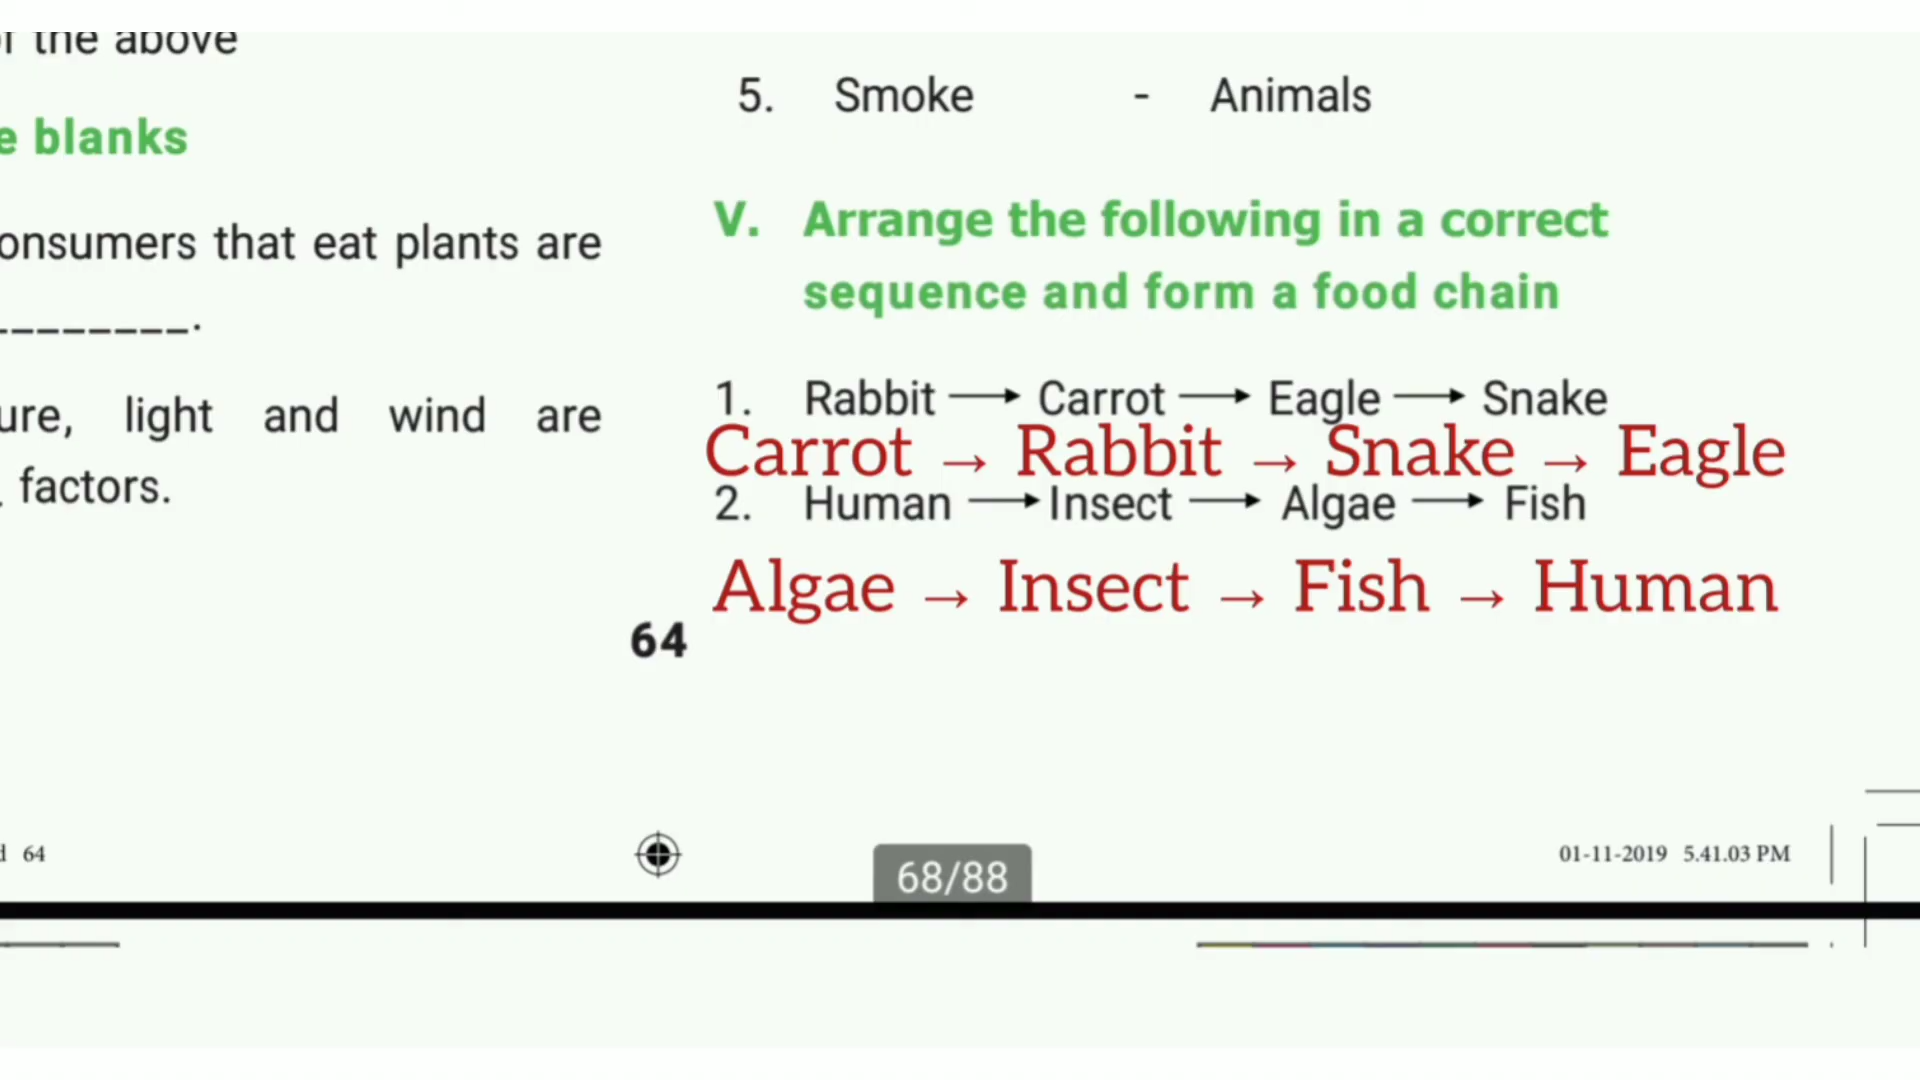 of the above
e blanks
onsumers that eat plants are
________.
ure, light and wind are
factors.
5. Smoke - Animals
V. Arrange the following in a correct
sequence and form a food chain
1. Rabbit → Carrot → Eagle → Snake
Carrot → Rabbit → Snake → Eagle
2. Human → Insect → Algae → Fish
Algae → Insect → Fish → Human
64
d 64
68/88
01-11-2019 5.41.03 PM